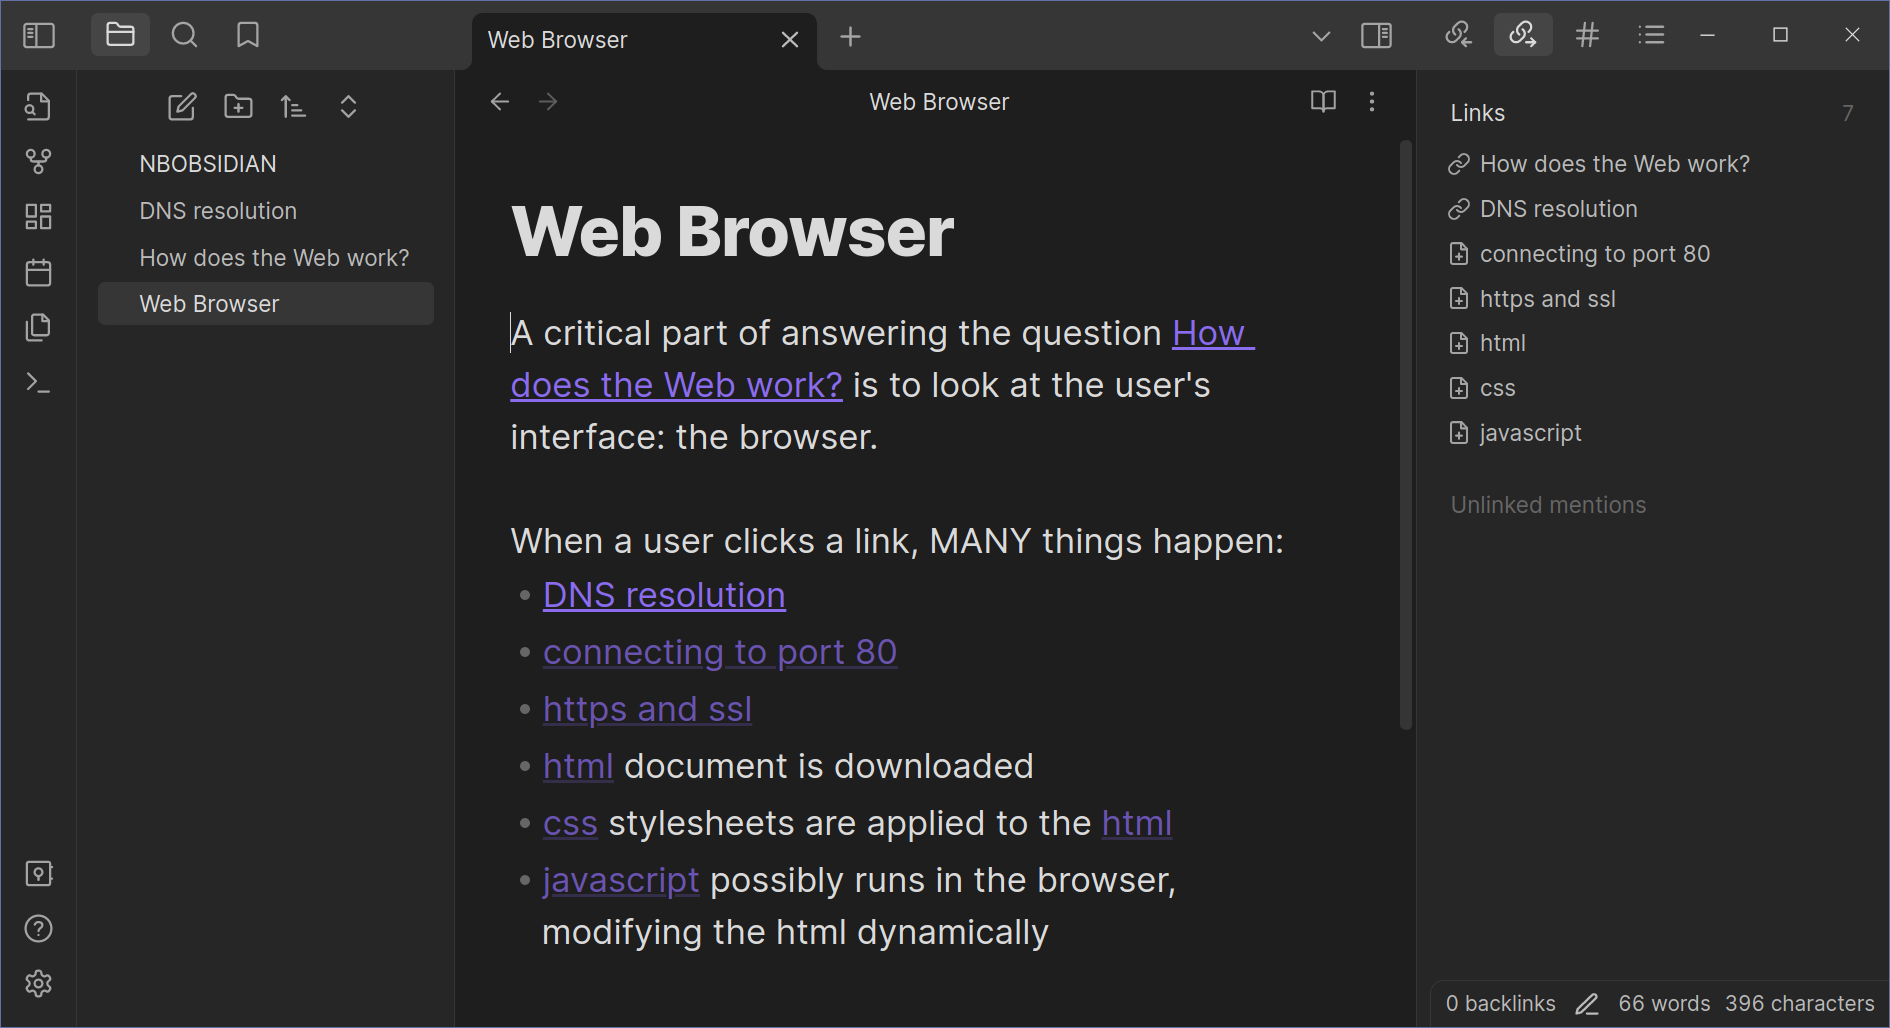 Web Browser
NBOBSIDIAN
DNS resolution
How does the Web work?
Web Browser
Web Browser
Web Browser
A critical part of answering the question How
does the Web work? is to look at the user's
interface: the browser.
When a user clicks a link, MANY things happen:
• DNS resolution
• connecting to port 80
• https and ssl
• html document is downloaded
• css stylesheets are applied to the html
• javascript possibly runs in the browser,
modifying the html dynamically
Links 7
How does the Web work?
DNS resolution
connecting to port 80
https and ssl
html
css
javascript
Unlinked mentions
0 backlinks 66 words 396 characters